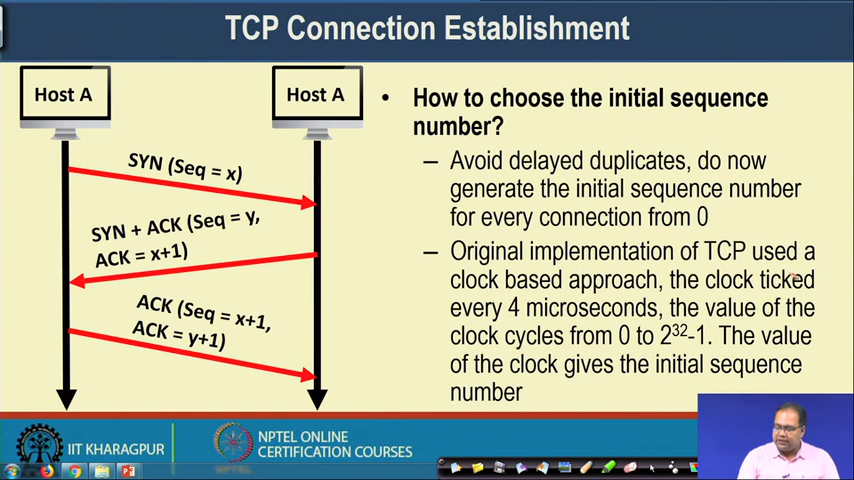 TCP Connection Establishment
Host A
Host A
SYN (Seq = x)
SYN + ACK (Seq = y,
ACK = x+1)
ACK (Seq = x+1,
ACK = y+1)
• How to choose the initial sequence
number?
– Avoid delayed duplicates, do now
generate the initial sequence number
for every connection from 0
– Original implementation of TCP used a
clock based approach, the clock ticked
every 4 microseconds, the value of the
clock cycles from 0 to 2³²-1. The value
of the clock gives the initial sequence
number
IIT KHARAGPUR
NPTEL
NPTEL ONLINE
CERTIFICATION COURSES